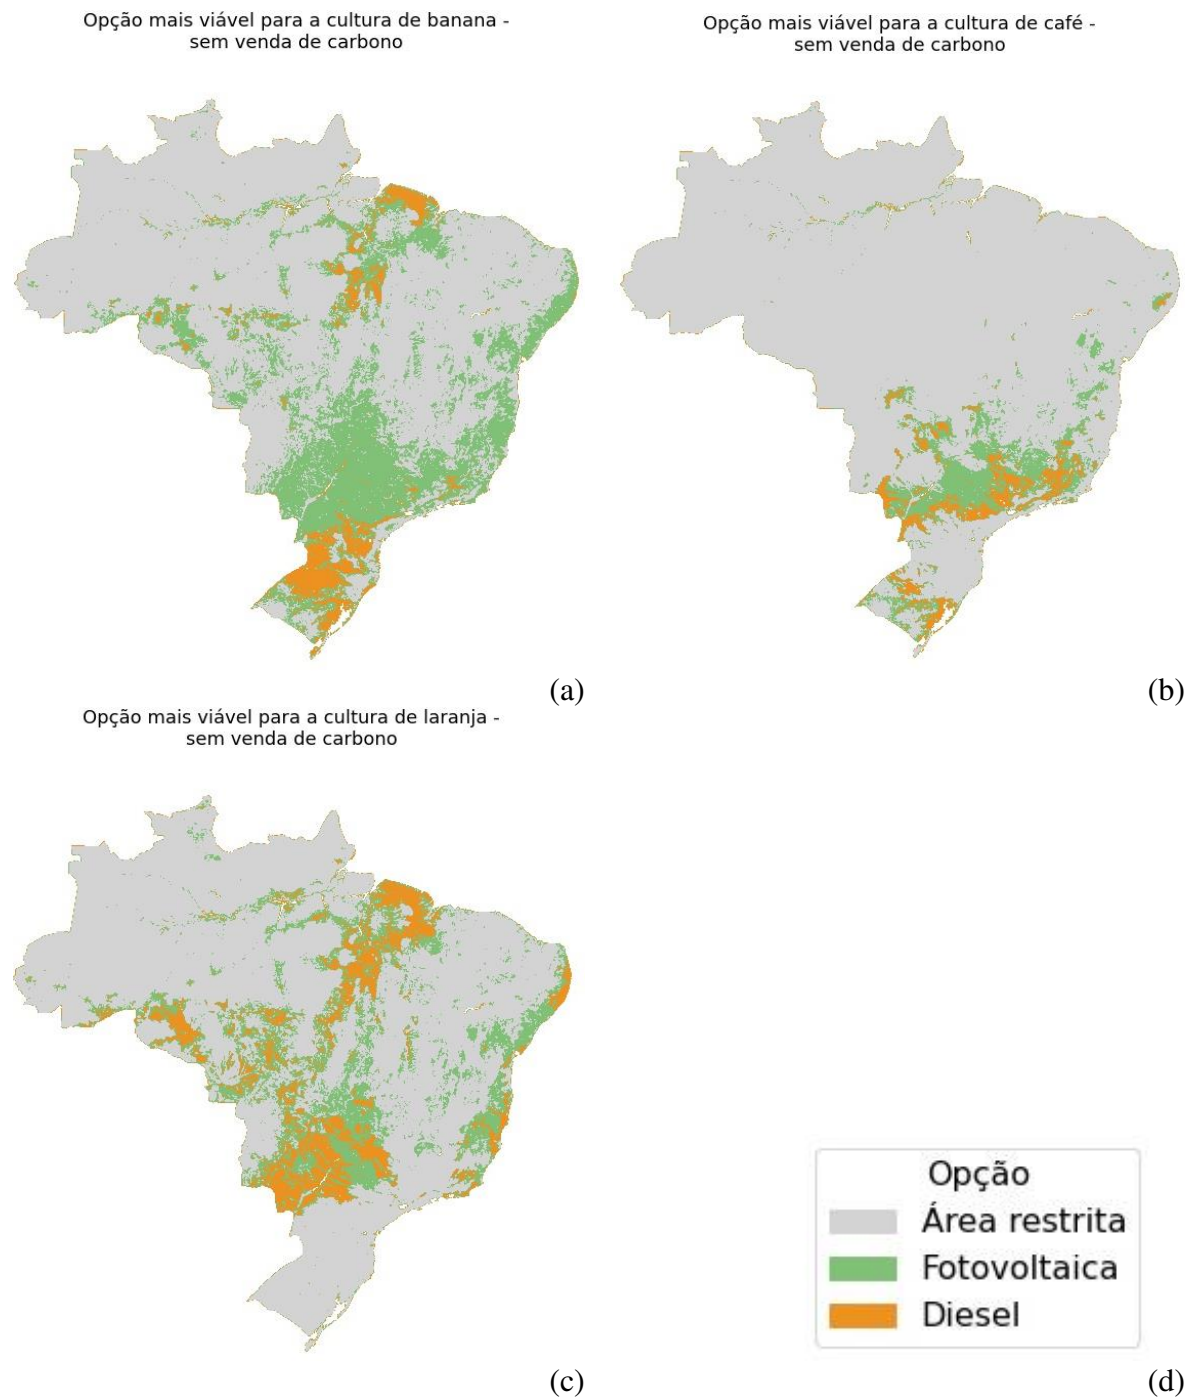 Opção mais viável para a cultura de banana -
sem venda de carbono
Opção mais viável para a cultura de café -
sem venda de carbono
(a)
(b)
Opção mais viável para a cultura de laranja -
sem venda de carbono
Opção
Área restrita
Fotovoltaica
Diesel
(c)
(d)